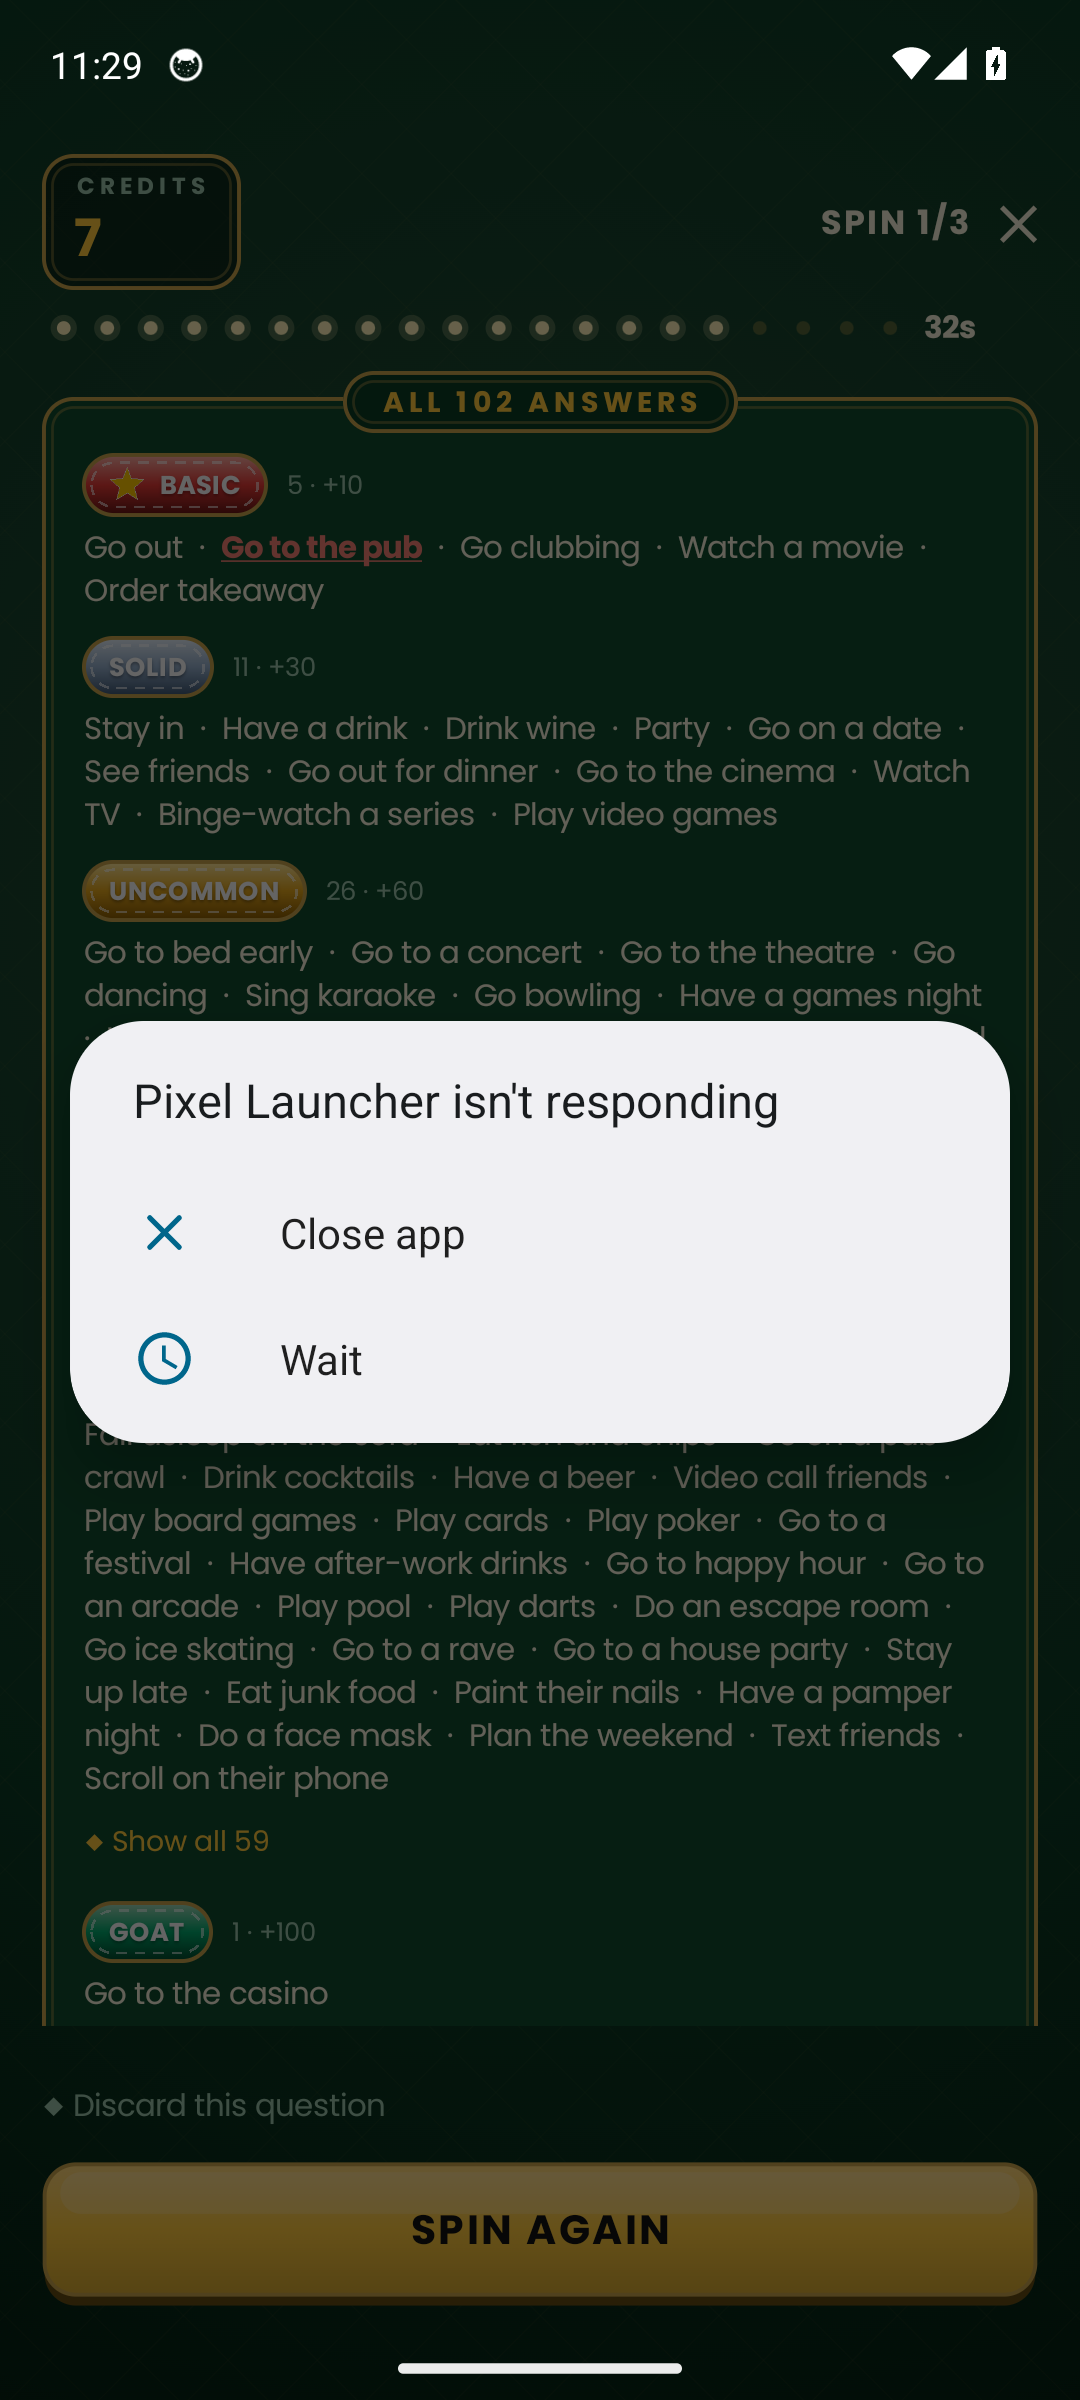 11:29
CREDITS
7
SPIN 1/3
32s
ALL 102 ANSWERS
BASIC 5 · +10
Go out · Go to the pub · Go clubbing · Watch a movie ·
Order takeaway
SOLID 11 · +30
Stay in · Have a drink · Drink wine · Party · Go on a date ·
See friends · Go out for dinner · Go to the cinema · Watch
TV · Binge-watch a series · Play video games
UNCOMMON 26 · +60
Go to bed early · Go to a concert · Go to the theatre · Go
dancing · Sing karaoke · Go bowling · Have a games night
Pixel Launcher isn't responding
Close app
Wait
crawl · Drink cocktails · Have a beer · Video call friends ·
Play board games · Play cards · Play poker · Go to a
festival · Have after-work drinks · Go to happy hour · Go to
an arcade · Play pool · Play darts · Do an escape room ·
Go ice skating · Go to a rave · Go to a house party · Stay
up late · Eat junk food · Paint their nails · Have a pamper
night · Do a face mask · Plan the weekend · Text friends ·
Scroll on their phone
◆ Show all 59
GOAT 1 · +100
Go to the casino
◆ Discard this question
SPIN AGAIN